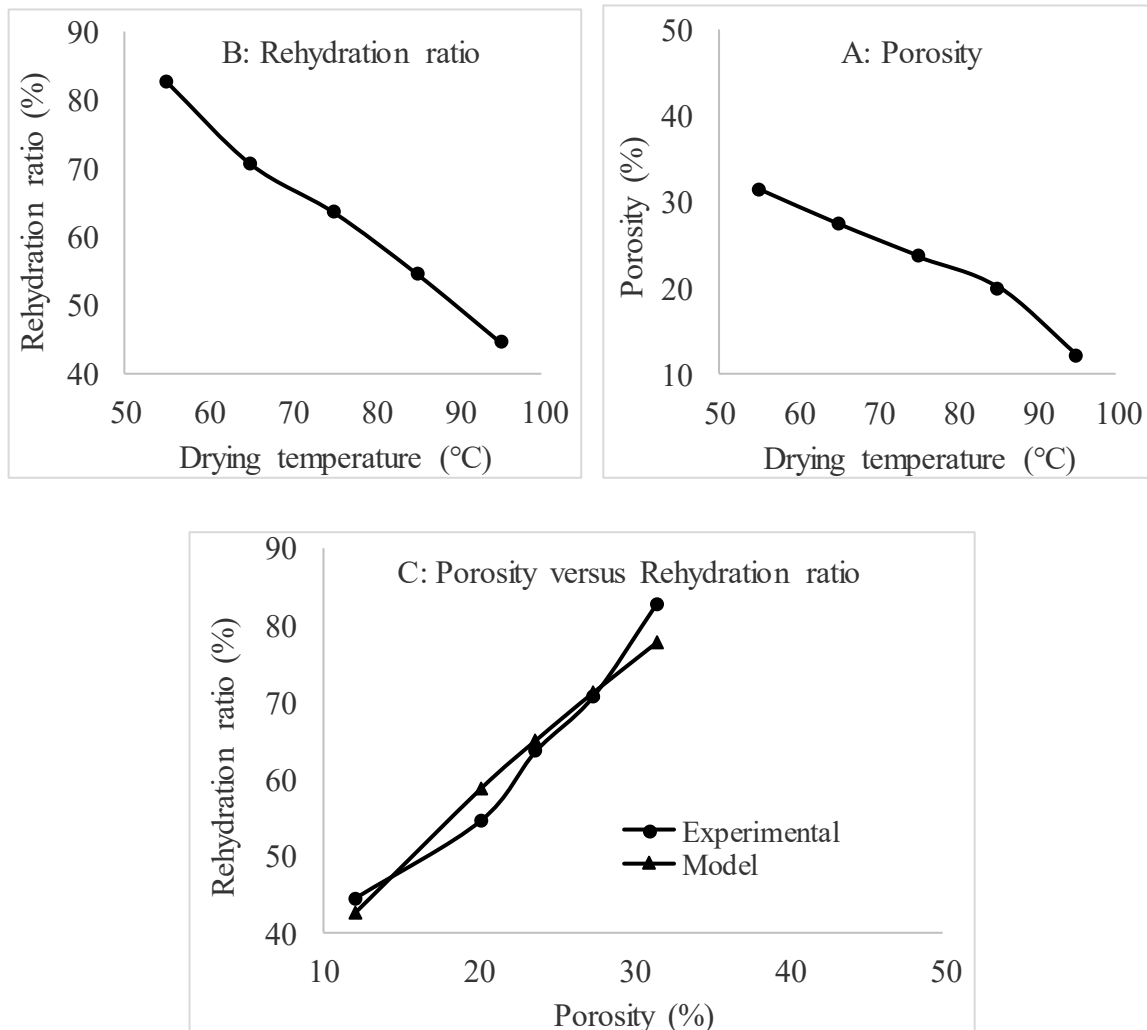 B: Rehydration ratio
Rehydration ratio (%)
90
80
70
60
50
40
50 60 70 80 90 100
Drying temperature (°C)
A: Porosity
Porosity (%)
50
40
30
20
10
50 60 70 80 90 100
Drying temperature (°C)
C: Porosity versus Rehydration ratio
Rehydration ratio (%)
90
80
70
60
50
40
Experimental
Model
10 20 30 40 50
Porosity (%)